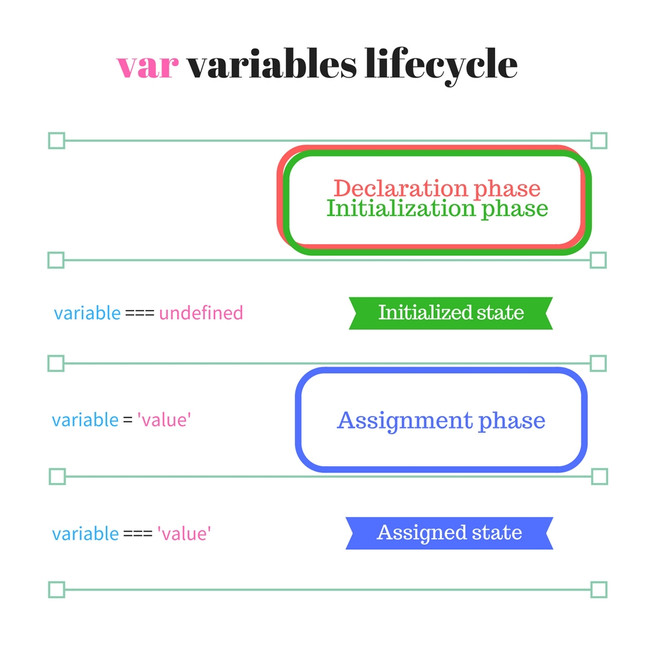 var variables lifecycle
Declaration phase
Initialization phase
variable === undefined
Initialized state
variable = 'value'
Assignment phase
variable === 'value'
Assigned state